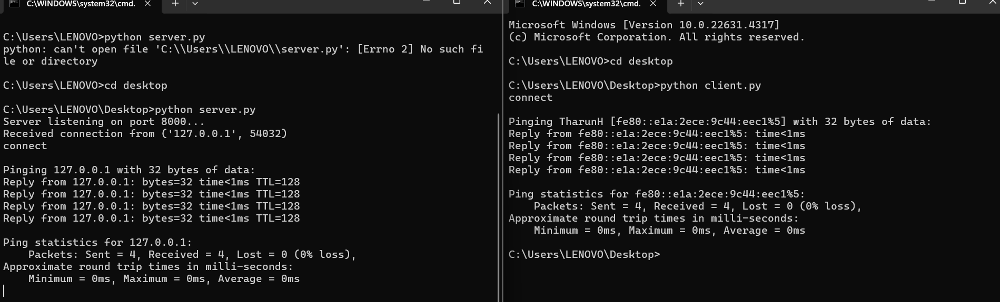 C:\WINDOWS\system32\cmd.
C:\Users\LENOVO>python server.py
python: can't open file 'C:\\Users\\LENOVO\\server.py': [Errno 2] No such fi
le or directory
C:\Users\LENOVO>cd desktop
C:\Users\LENOVO\Desktop>python server.py
Server listening on port 8000...
Received connection from ('127.0.0.1', 54032)
connect
Pinging 127.0.0.1 with 32 bytes of data:
Reply from 127.0.0.1: bytes=32 time<1ms TTL=128
Reply from 127.0.0.1: bytes=32 time<1ms TTL=128
Reply from 127.0.0.1: bytes=32 time<1ms TTL=128
Reply from 127.0.0.1: bytes=32 time<1ms TTL=128
Ping statistics for 127.0.0.1:
    Packets: Sent = 4, Received = 4, Lost = 0 (0% loss),
Approximate round trip times in milli-seconds:
    Minimum = 0ms, Maximum = 0ms, Average = 0ms
C:\WINDOWS\system32\cmd.
Microsoft Windows [Version 10.0.22631.4317]
(c) Microsoft Corporation. All rights reserved.
C:\Users\LENOVO>cd desktop
C:\Users\LENOVO\Desktop>python client.py
connect
Pinging TharunH [fe80::e1a:2ece:9c44:eec1%5] with 32 bytes of data:
Reply from fe80::e1a:2ece:9c44:eec1%5: time<1ms
Reply from fe80::e1a:2ece:9c44:eec1%5: time<1ms
Reply from fe80::e1a:2ece:9c44:eec1%5: time<1ms
Reply from fe80::e1a:2ece:9c44:eec1%5: time<1ms
Ping statistics for fe80::e1a:2ece:9c44:eec1%5:
    Packets: Sent = 4, Received = 4, Lost = 0 (0% loss),
Approximate round trip times in milli-seconds:
    Minimum = 0ms, Maximum = 0ms, Average = 0ms
C:\Users\LENOVO\Desktop>